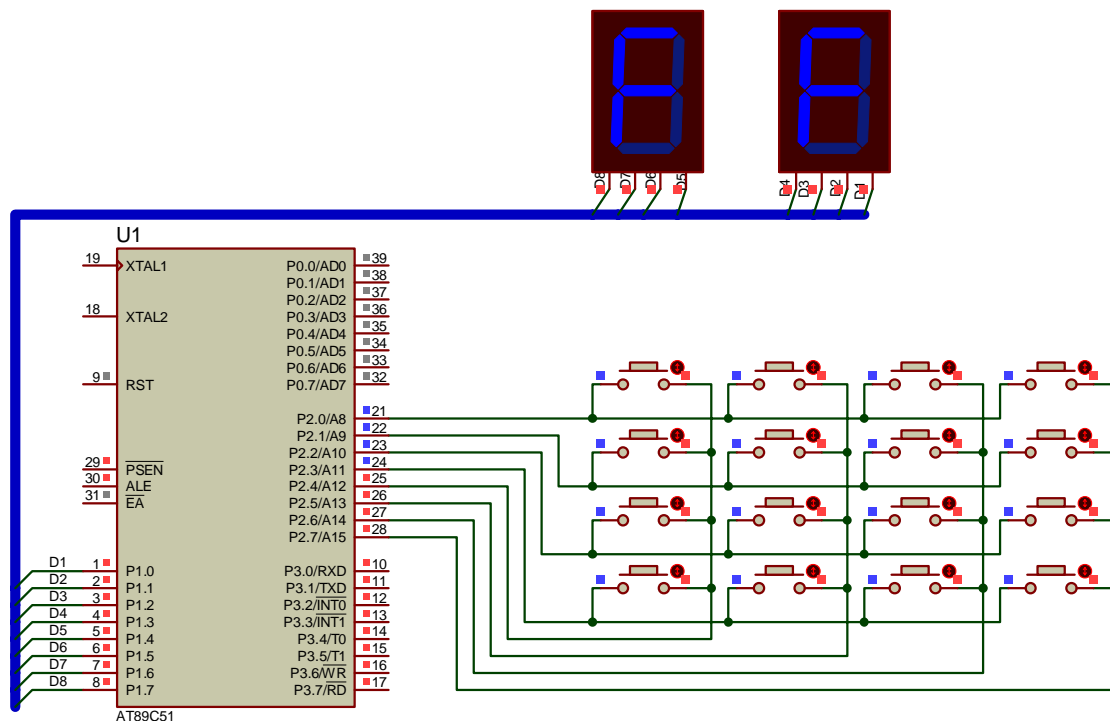 F F
D8 D7 D6 D5 D4 D3 D2 D1
U1
19 XTAL1 P0.0/AD0 39
P0.1/AD1 38
P0.2/AD2 37
18 XTAL2 P0.3/AD3 36
P0.4/AD4 35
P0.5/AD5 34
P0.6/AD6 33
9 RST P0.7/AD7 32
P2.0/A8 21
P2.1/A9 22
P2.2/A10 23
29 PSEN P2.3/A11 24
30 ALE P2.4/A12 25
31 EA P2.5/A13 26
P2.6/A14 27
P2.7/A15 28
D1 1 P1.0 P3.0/RXD 10
D2 2 P1.1 P3.1/TXD 11
D3 3 P1.2 P3.2/INT0 12
D4 4 P1.3 P3.3/INT1 13
D5 5 P1.4 P3.4/T0 14
D6 6 P1.5 P3.5/T1 15
D7 7 P1.6 P3.6/WR 16
D8 8 P1.7 P3.7/RD 17
AT89C51